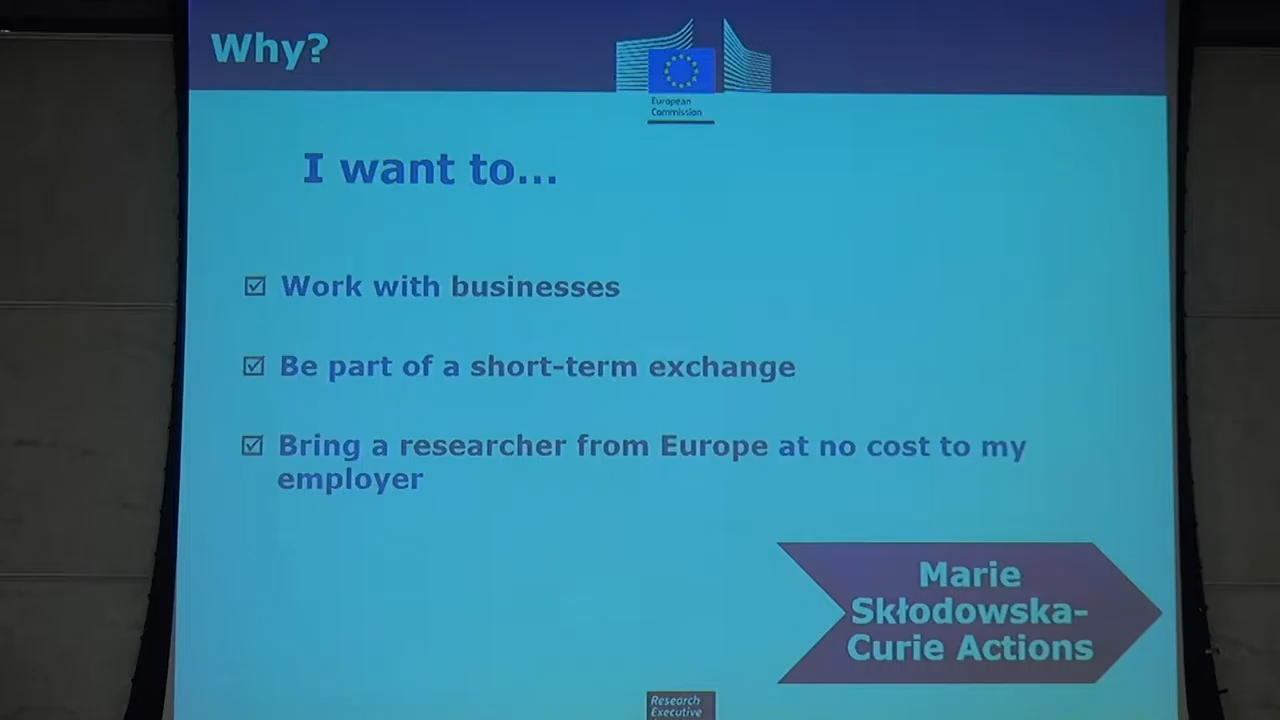 Why?
European
Commission
I want to...
☑ Work with businesses
☑ Be part of a short-term exchange
☑ Bring a researcher from Europe at no cost to my
employer
Marie
Skłodowska-
Curie Actions
Research
Executive